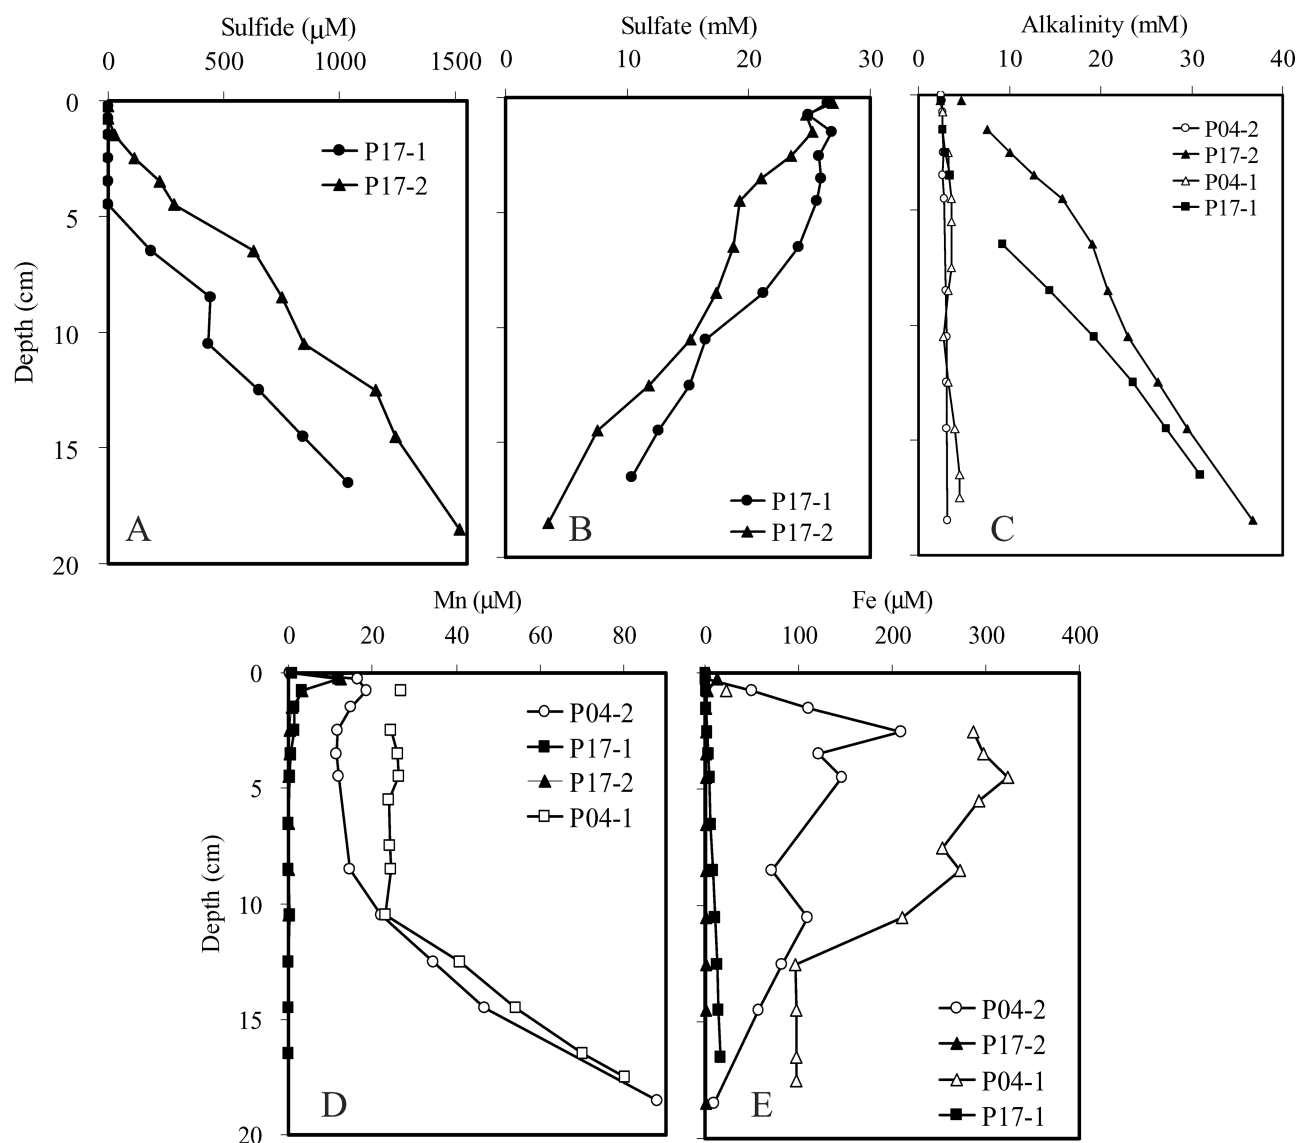 Sulfide (µM)
0 500 1000 1500
Sulfate (mM)
0 10 20 30
Alkalinity (mM)
0 10 20 30 40
Depth (cm)
0
5
10
15
20
P17-1
P17-2
A
P17-1
P17-2
B
P04-2
P17-2
P04-1
P17-1
C
Mn (µM)
0 20 40 60 80
Fe (µM)
0 100 200 300 400
Depth (cm)
0
5
10
15
20
P04-2
P17-1
P17-2
P04-1
D
P04-2
P17-2
P04-1
P17-1
E